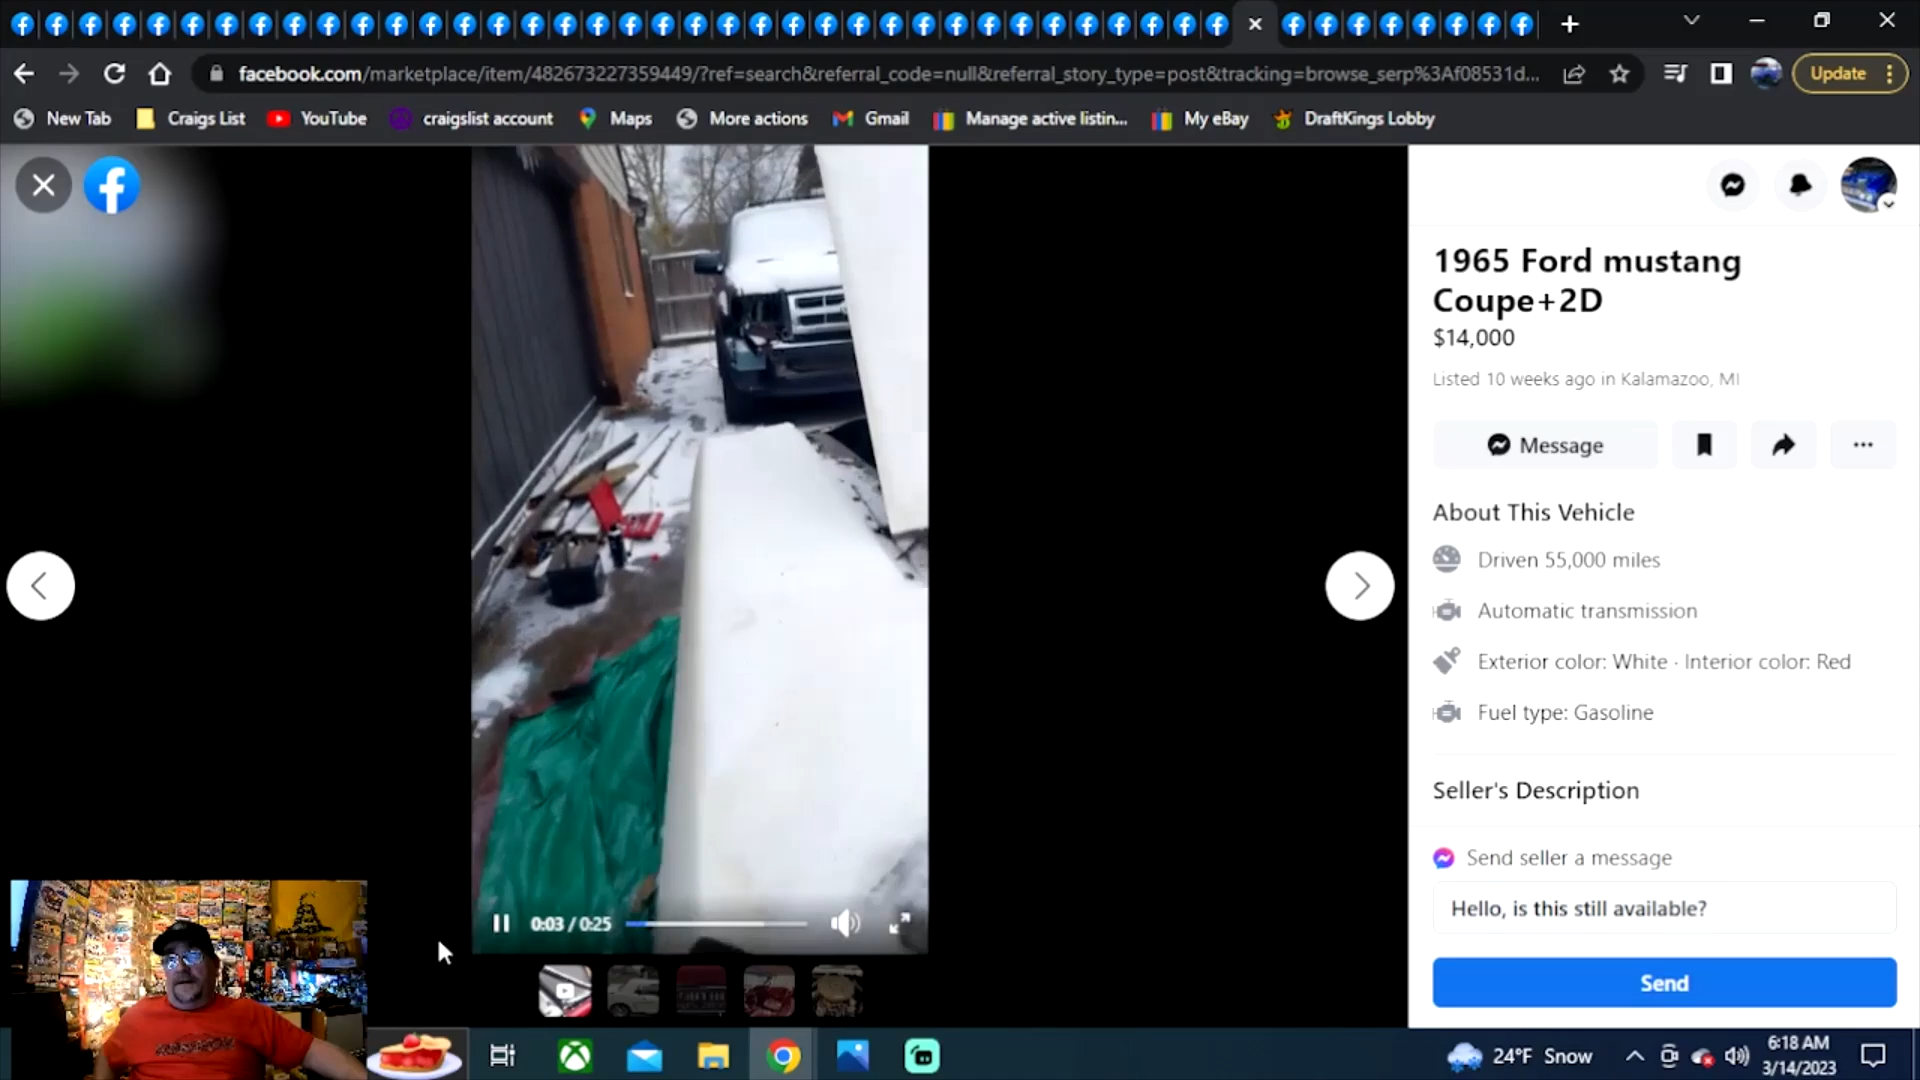 facebook.com/marketplace/item/482673227359449/?ref=search&referral_code=null&referral_story_type=post&tracking=browse_serp%3Af08531d...
Update
New Tab
Craigs List
YouTube
craigslist account
Maps
More actions
Gmail
Manage active listin...
My eBay
DraftKings Lobby
1965 Ford mustang
Coupe+2D
$14,000
Listed 10 weeks ago in Kalamazoo, MI
Message
About This Vehicle
Driven 55,000 miles
Automatic transmission
Exterior color: White · Interior color: Red
Fuel type: Gasoline
Seller's Description
Send seller a message
Hello, is this still available?
Send
0:03 / 0:25
24°F Snow
6:18 AM
3/14/2023